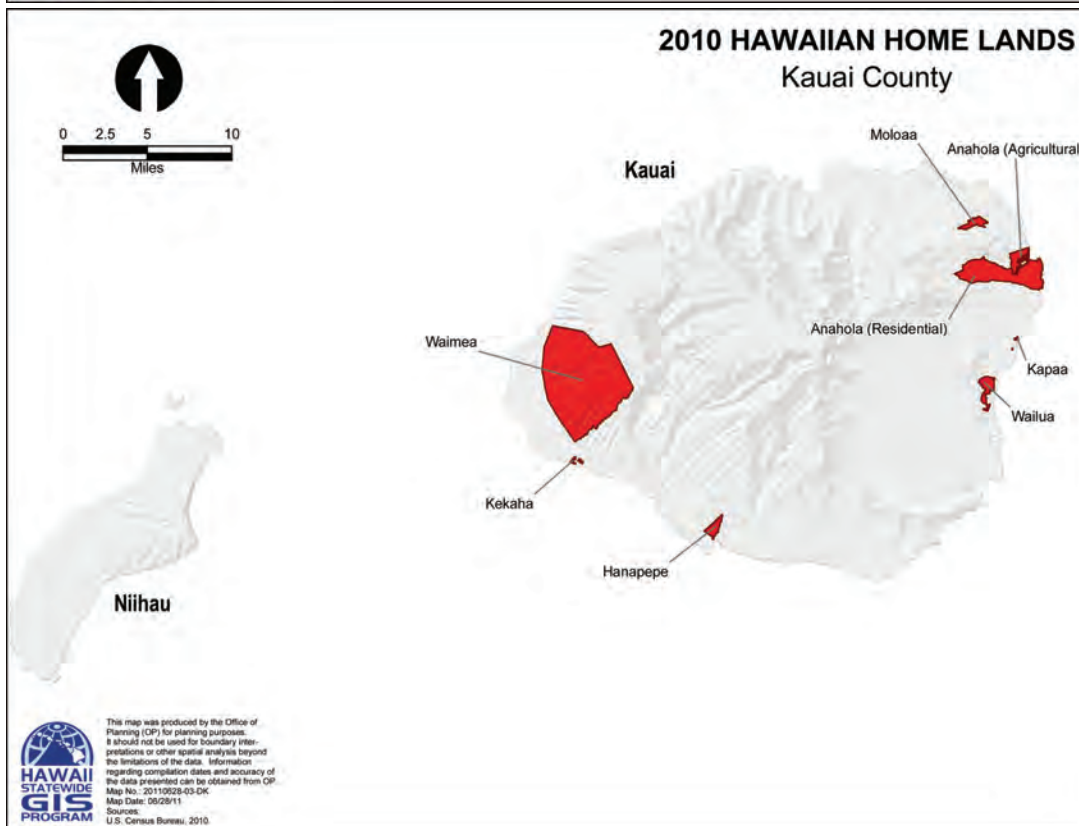 2010 HAWAIIAN HOME LANDS
Kauai County
0 2.5 5 10
Miles
Moloaa
Anahola (Agricultural)
Kauai
Anahola (Residential)
Waimea
Kapaa
Wailua
Kekaha
Hanapepe
Niihau
HAWAII
STATEWIDE
GIS
PROGRAM
This map was produced by the Office of
Planning (OP) for planning purposes.
It should not be used for boundary inter-
pretations or other spatial analysis beyond
the limitations of the data. Information
regarding compilation dates and accuracy of
the data presented can be obtained from OP.
Map No.: 20110628-03-DK
Map Date: 06/28/11
Sources:
U.S. Census Bureau, 2010.